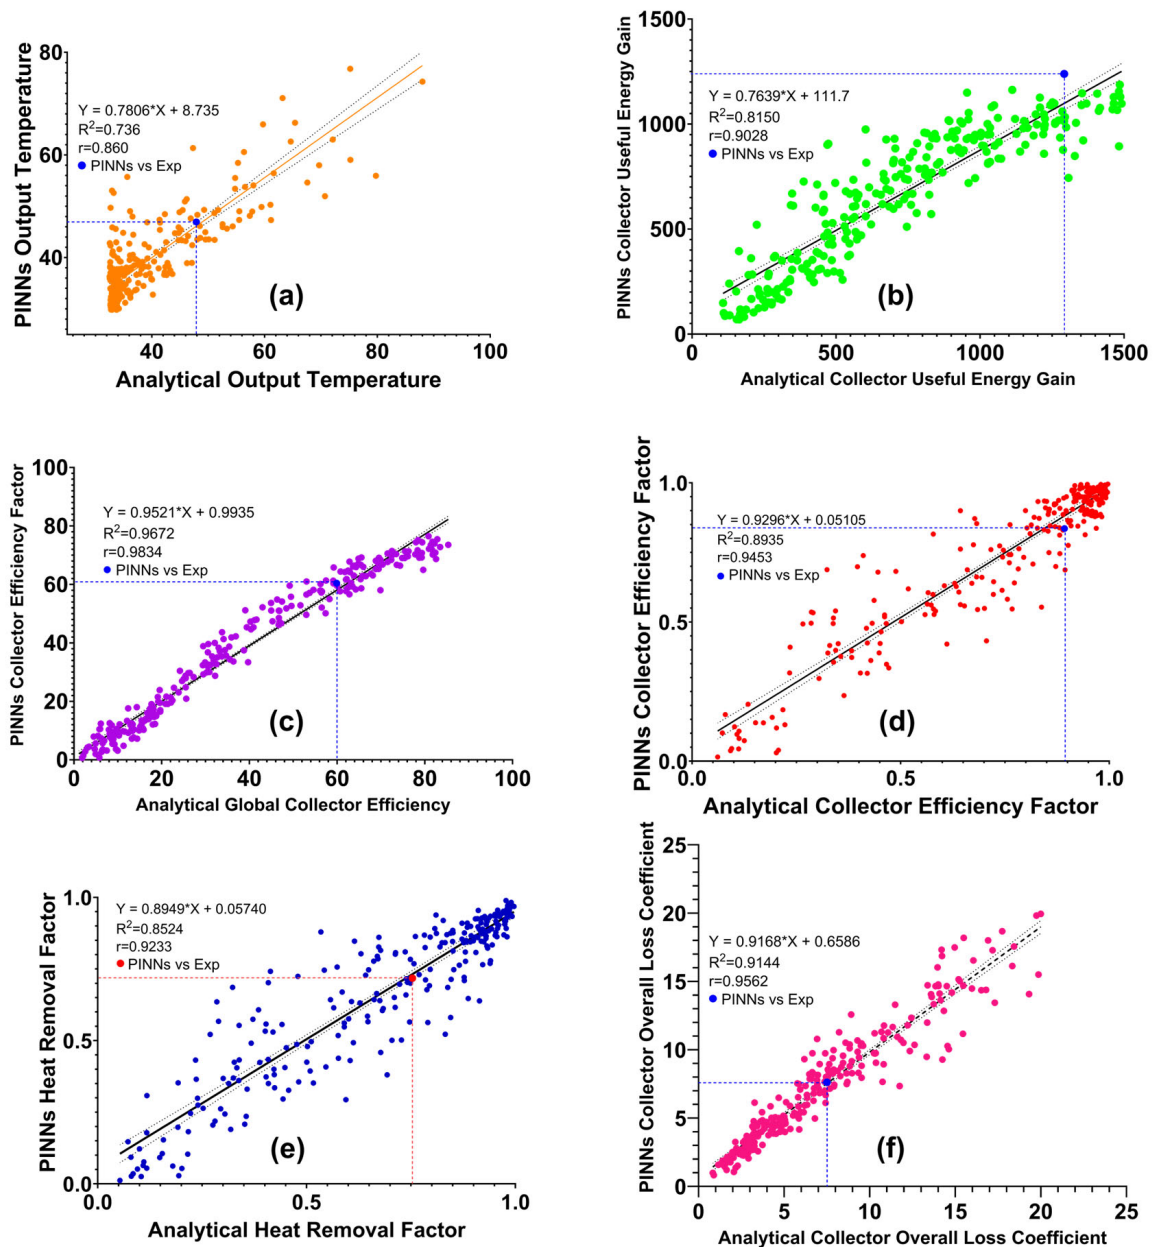 PINNs Output Temperature
80
60
40
Y = 0.7806*X + 8.735
R²=0.736
r=0.860
PINNs vs Exp
(a)
40 60 80 100
Analytical Output Temperature
PINNs Collector Useful Energy Gain
1500
1000
500
0
Y = 0.7639*X + 111.7
R²=0.8150
r=0.9028
PINNs vs Exp
(b)
0 500 1000 1500
Analytical Collector Useful Energy Gain
PINNs Collector Efficiency Factor
100
80
60
40
20
0
Y = 0.9521*X + 0.9935
R²=0.9672
r=0.9834
PINNs vs Exp
(c)
0 20 40 60 80 100
Analytical Global Collector Efficiency
PINNs Collector Efficiency Factor
1.0
0.5
0.0
Y = 0.9296*X + 0.05105
R²=0.8935
r=0.9453
PINNs vs Exp
(d)
0.0 0.5 1.0
Analytical Collector Efficiency Factor
PINNs Heat Removal Factor
1.0
0.5
0.0
Y = 0.8949*X + 0.05740
R²=0.8524
r=0.9233
PINNs vs Exp
(e)
0.0 0.5 1.0
Analytical Heat Removal Factor
PINNs Collector Overall Loss Coefficient
25
20
15
10
5
0
Y = 0.9168*X + 0.6586
R²=0.9144
r=0.9562
PINNs vs Exp
(f)
0 5 10 15 20 25
Analytical Collector Overall Loss Coefficient